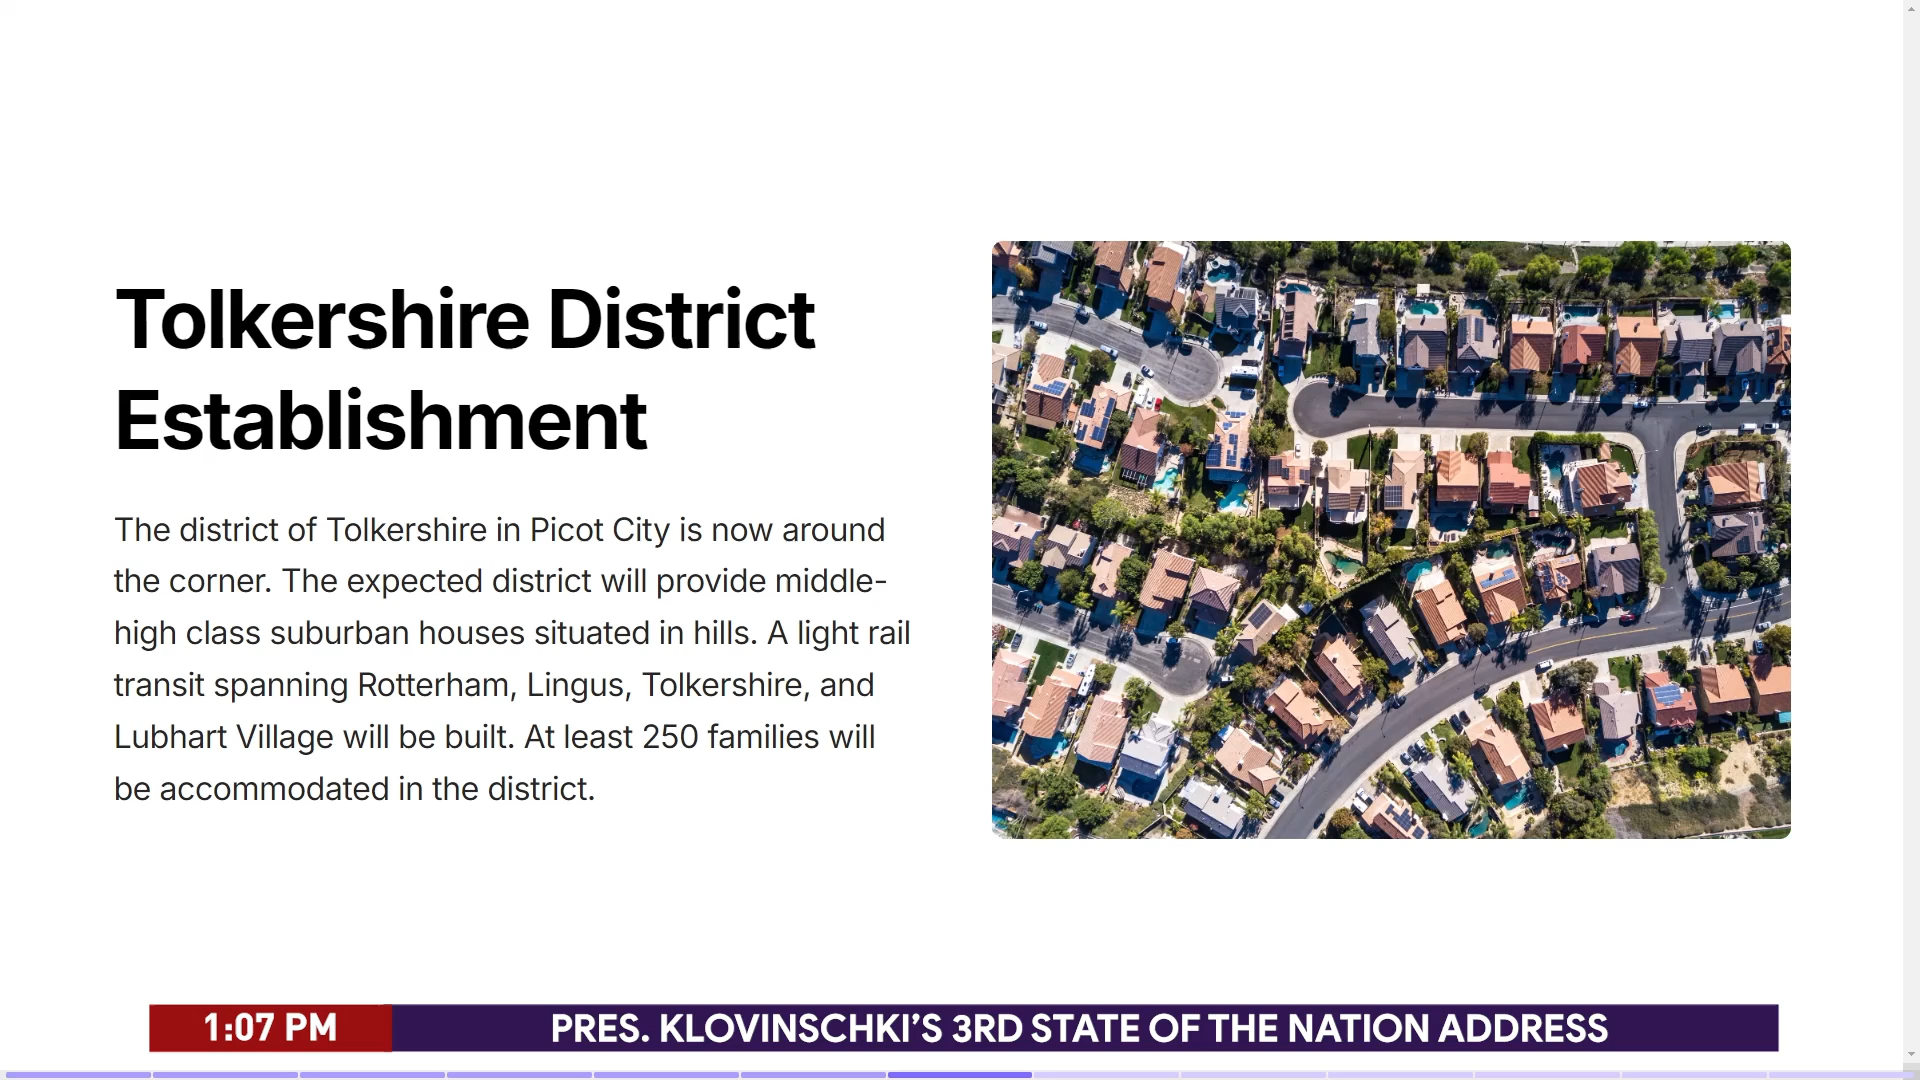 Tolkershire District
Establishment
The district of Tolkershire in Picot City is now around
the corner. The expected district will provide middle-
high class suburban houses situated in hills. A light rail
transit spanning Rotterham, Lingus, Tolkershire, and
Lubhart Village will be built. At least 250 families will
be accommodated in the district.
1:07 PM
PRES. KLOVINSCHKI’S 3RD STATE OF THE NATION ADDRESS